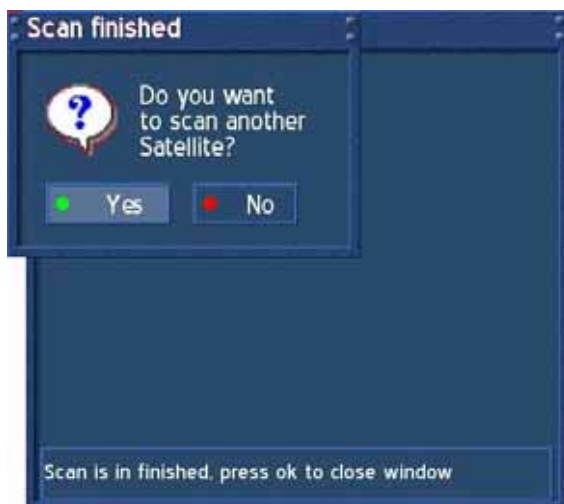 Scan finished
?
Do you want
to scan another
Satellite?
Yes No
Scan is in finished, press ok to close window